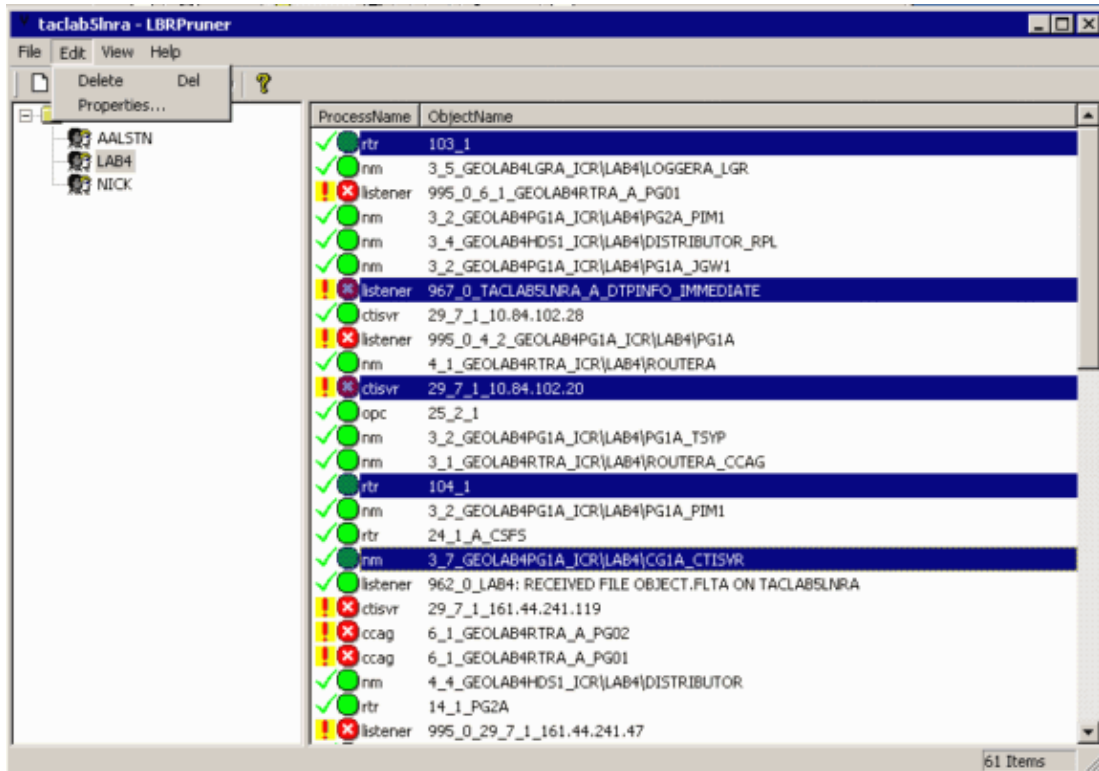 taclab5lnra - LBRPruner
File Edit View Help
Delete Del
Properties...
AALSTN
LAB4
NICK
ProcessName ObjectName
rtr 103_1
nm 3_5_GEOLAB4LGRA_ICR\LAB4\LOGGERA_LGR
listener 995_0_6_1_GEOLAB4RTRA_A_PG01
nm 3_2_GEOLAB4PG1A_ICR\LAB4\PG2A_PIM1
nm 3_4_GEOLAB4HDS1_ICR\LAB4\DISTRIBUTOR_RPL
nm 3_2_GEOLAB4PG1A_ICR\LAB4\PG1A_JGW1
listener 967_0_TACLAB5LNRA_A_DTPINFO_IMMEDIATE
ctisvr 29_7_1_10.84.102.28
listener 995_0_4_2_GEOLAB4PG1A_ICR\LAB4\PG1A
nm 4_1_GEOLAB4RTRA_ICR\LAB4\ROUTERA
ctisvr 29_7_1_10.84.102.20
opc 25_2_1
nm 3_2_GEOLAB4PG1A_ICR\LAB4\PG1A_TSYP
nm 3_1_GEOLAB4RTRA_ICR\LAB4\ROUTERA_CCAG
rtr 104_1
nm 3_2_GEOLAB4PG1A_ICR\LAB4\PG1A_PIM1
rtr 24_1_A_CSFS
nm 3_7_GEOLAB4PG1A_ICR\LAB4\CG1A_CTISVR
listener 962_0_LAB4: RECEIVED FILE OBJECT.FLTA ON TACLAB5LNRA
ctisvr 29_7_1_161.44.241.119
ccag 6_1_GEOLAB4RTRA_A_PG02
ccag 6_1_GEOLAB4RTRA_A_PG01
nm 4_4_GEOLAB4HDS1_ICR\LAB4\DISTRIBUTOR
rtr 14_1_PG2A
listener 995_0_29_7_1_161.44.241.47
61 Items